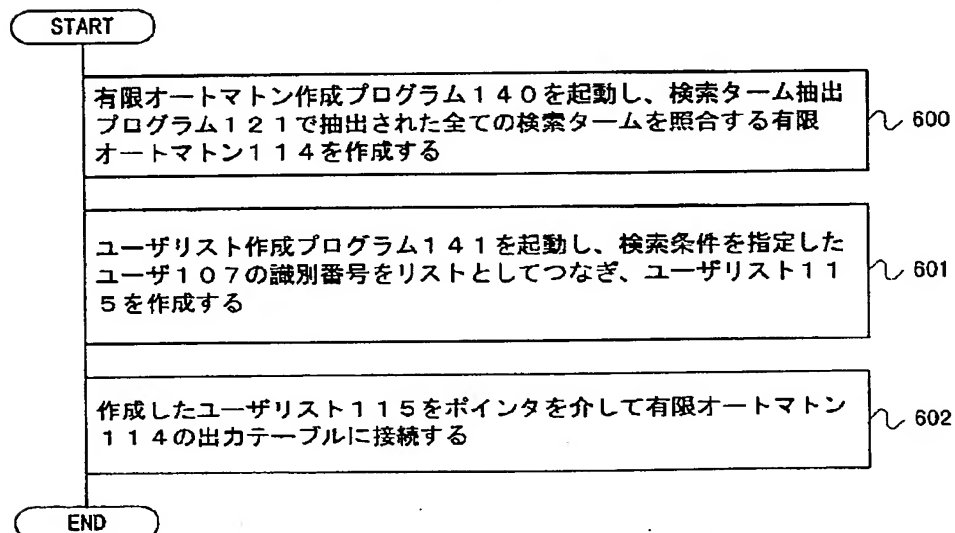 START
有限オートマトン作成プログラム140を起動し、検索ターム抽出
プログラム121で抽出された全ての検索タームを照合する有限
オートマトン114を作成する
600
ユーザリスト作成プログラム141を起動し、検索条件を指定した
ユーザ107の識別番号をリストとしてつなぎ、ユーザリスト11
5を作成する
601
作成したユーザリスト115をポインタを介して有限オートマトン
114の出力テーブルに接続する
602
END